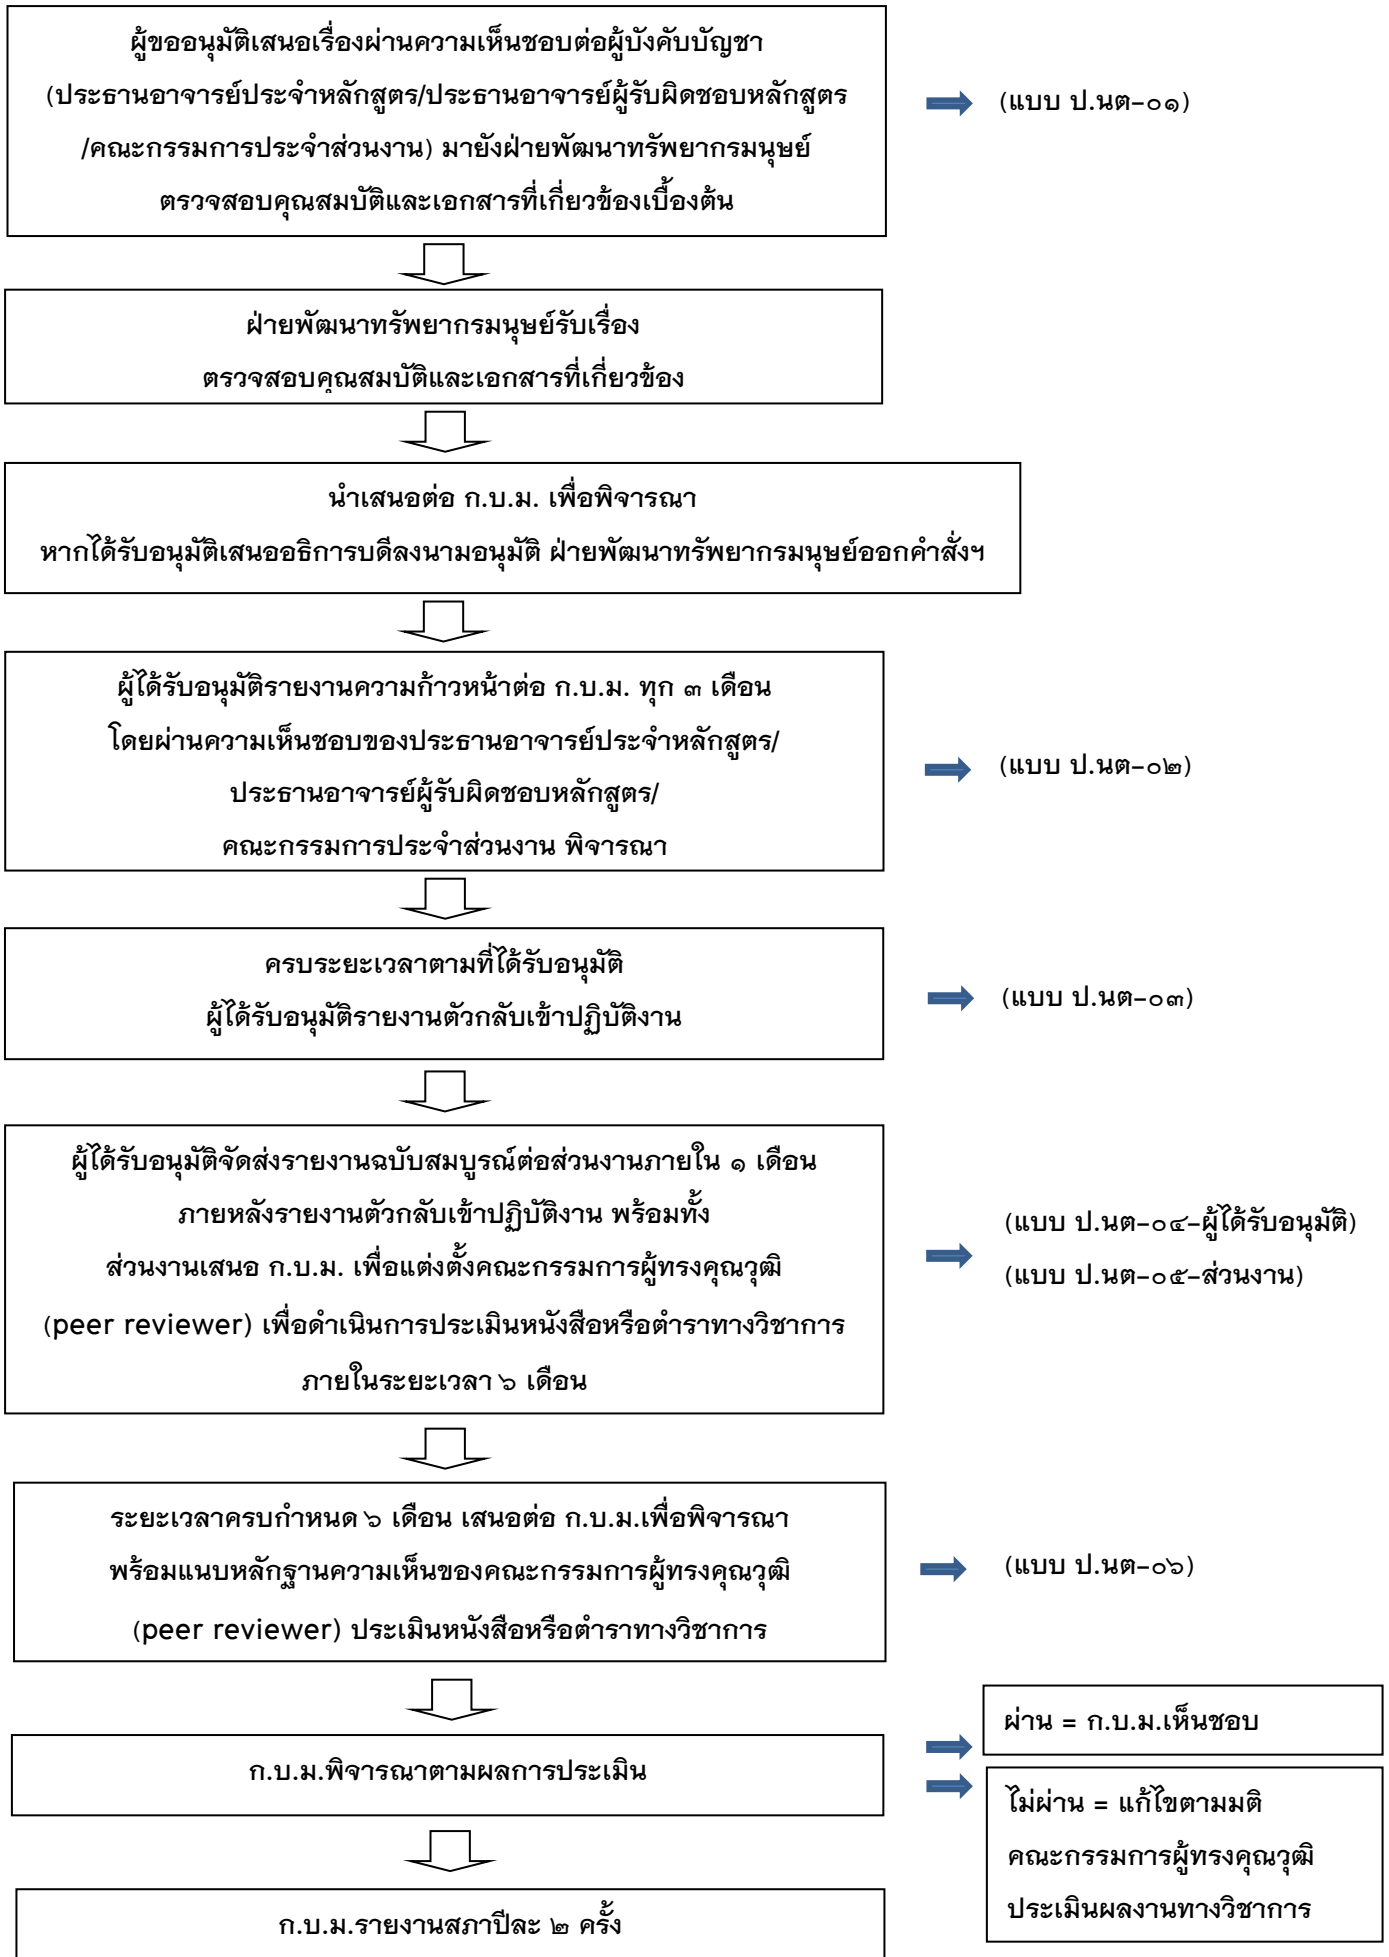 ผู้ขออนุมัติเสนอเรื่องผ่านความเห็นชอบต่อผู้บังคับบัญชา
(ประธานอาจารย์ประจำหลักสูตร/ประธานอาจารย์ผู้รับผิดชอบหลักสูตร
/คณะกรรมการประจำส่วนงาน) มายังฝ่ายพัฒนาทรัพยากรมนุษย์
ตรวจสอบคุณสมบัติและเอกสารที่เกี่ยวข้องเบื้องต้น
(แบบ ป.นต-๐๑)
ฝ่ายพัฒนาทรัพยากรมนุษย์รับเรื่อง
ตรวจสอบคุณสมบัติและเอกสารที่เกี่ยวข้อง
นำเสนอต่อ ก.บ.ม. เพื่อพิจารณา
หากได้รับอนุมัติเสนออธิการบดีลงนามอนุมัติ ฝ่ายพัฒนาทรัพยากรมนุษย์ออกคำสั่งฯ
ผู้ได้รับอนุมัติรายงานความก้าวหน้าต่อ ก.บ.ม. ทุก ๓ เดือน
โดยผ่านความเห็นชอบของประธานอาจารย์ประจำหลักสูตร/
ประธานอาจารย์ผู้รับผิดชอบหลักสูตร/
คณะกรรมการประจำส่วนงาน พิจารณา
(แบบ ป.นต-๐๒)
ครบระยะเวลาตามที่ได้รับอนุมัติ
ผู้ได้รับอนุมัติรายงานตัวกลับเข้าปฏิบัติงาน
(แบบ ป.นต-๐๓)
ผู้ได้รับอนุมัติจัดส่งรายงานฉบับสมบูรณ์ต่อส่วนงานภายใน ๑ เดือน
ภายหลังรายงานตัวกลับเข้าปฏิบัติงาน พร้อมทั้ง
ส่วนงานเสนอ ก.บ.ม. เพื่อแต่งตั้งคณะกรรมการผู้ทรงคุณวุฒิ
(peer reviewer) เพื่อดำเนินการประเมินหนังสือหรือตำราทางวิชาการ
ภายในระยะเวลา ๖ เดือน
(แบบ ป.นต-๐๔-ผู้ได้รับอนุมัติ)
(แบบ ป.นต-๐๕-ส่วนงาน)
ระยะเวลาครบกำหนด ๖ เดือน เสนอต่อ ก.บ.ม.เพื่อพิจารณา
พร้อมแนบหลักฐานความเห็นของคณะกรรมการผู้ทรงคุณวุฒิ
(peer reviewer) ประเมินหนังสือหรือตำราทางวิชาการ
(แบบ ป.นต-๐๖)
ก.บ.ม.พิจารณาตามผลการประเมิน
ผ่าน = ก.บ.ม.เห็นชอบ
ไม่ผ่าน = แก้ไขตามมติ
คณะกรรมการผู้ทรงคุณวุฒิ
ประเมินผลงานทางวิชาการ
ก.บ.ม.รายงานสภาปีละ ๒ ครั้ง